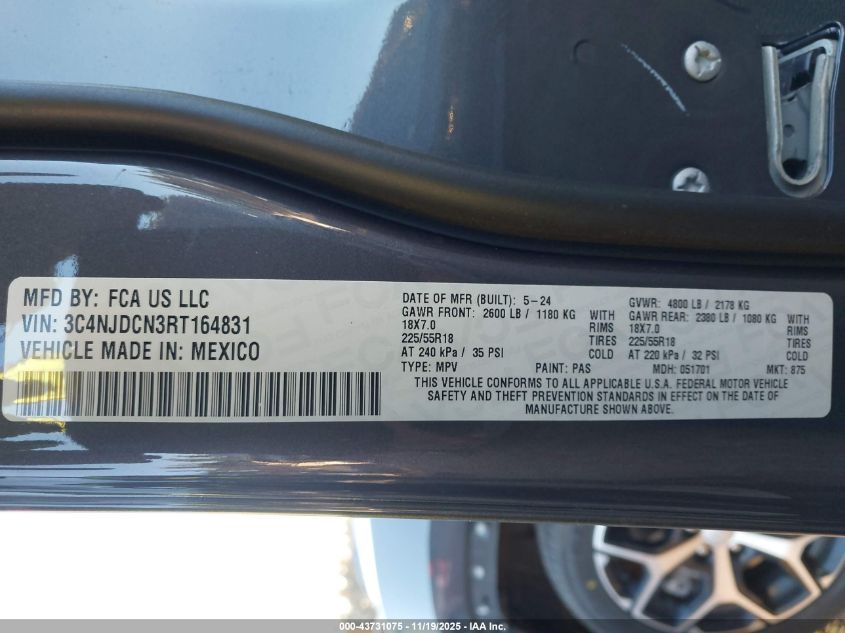 MFD BY: FCA US LLC
VIN: 3C4NJDCN3RT164831
VEHICLE MADE IN: MEXICO
DATE OF MFR (BUILT): 5-24 GVWR: 4800 LB / 2178 KG
GAWR FRONT: 2600 LB / 1180 KG WITH GAWR REAR: 2380 LB / 1080 KG WITH
18X7.0 RIMS 18X7.0 RIMS
225/55R18 TIRES 225/55R18 TIRES
AT 240 kPa / 35 PSI COLD AT 220 kPa / 32 PSI COLD
TYPE: MPV PAINT: PAS MDH: 051701 MKT: 875
THIS VEHICLE CONFORMS TO ALL APPLICABLE U.S.A. FEDERAL MOTOR VEHICLE
SAFETY AND THEFT PREVENTION STANDARDS IN EFFECT ON THE DATE OF
MANUFACTURE SHOWN ABOVE.
000-43731075 — 11/19/2025 — IAA Inc.